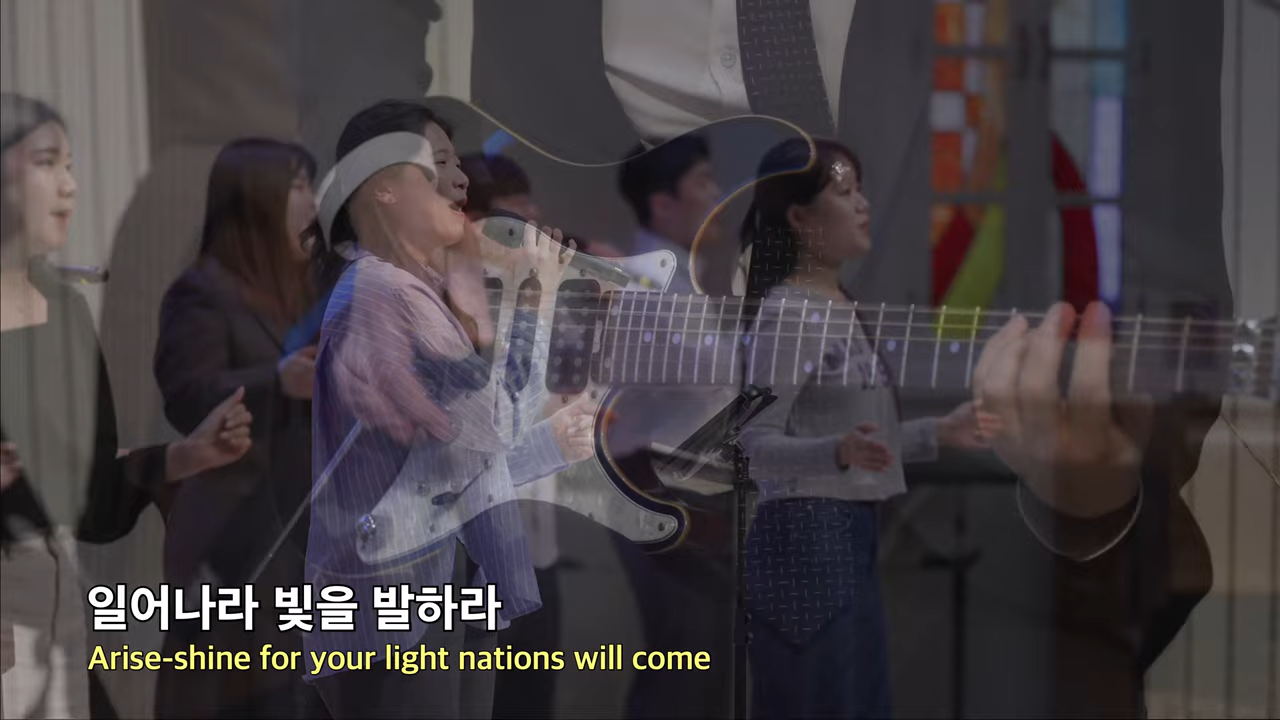 일어나라 빛을 발하라
Arise-shine for your light nations will come